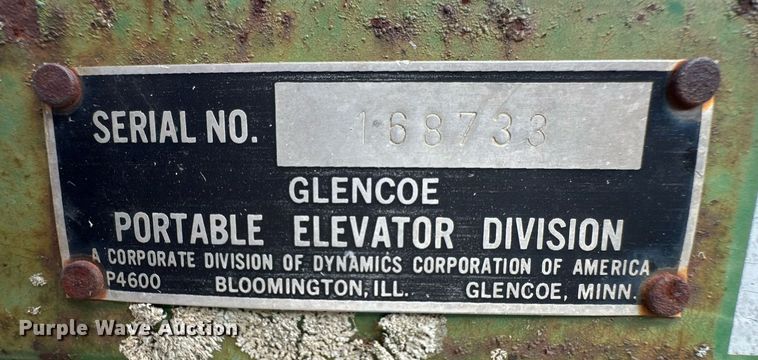 SERIAL NO. 168733
GLENCOE
PORTABLE ELEVATOR DIVISION
A CORPORATE DIVISION OF DYNAMICS CORPORATION OF AMERICA
P4600 BLOOMINGTON, ILL. GLENCOE, MINN.
Purple Wave Auction